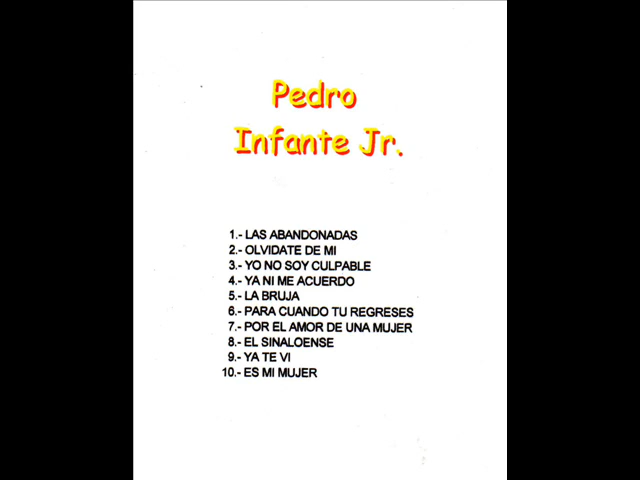 Pedro
Infante Jr.
1.- LAS ABANDONADAS
2.- OLVIDATE DE MI
3.- YO NO SOY CULPABLE
4.- YA NI ME ACUERDO
5.- LA BRUJA
6.- PARA CUANDO TU REGRESES
7.- POR EL AMOR DE UNA MUJER
8.- EL SINALOENSE
9.- YA TE VI
10.- ES MI MUJER